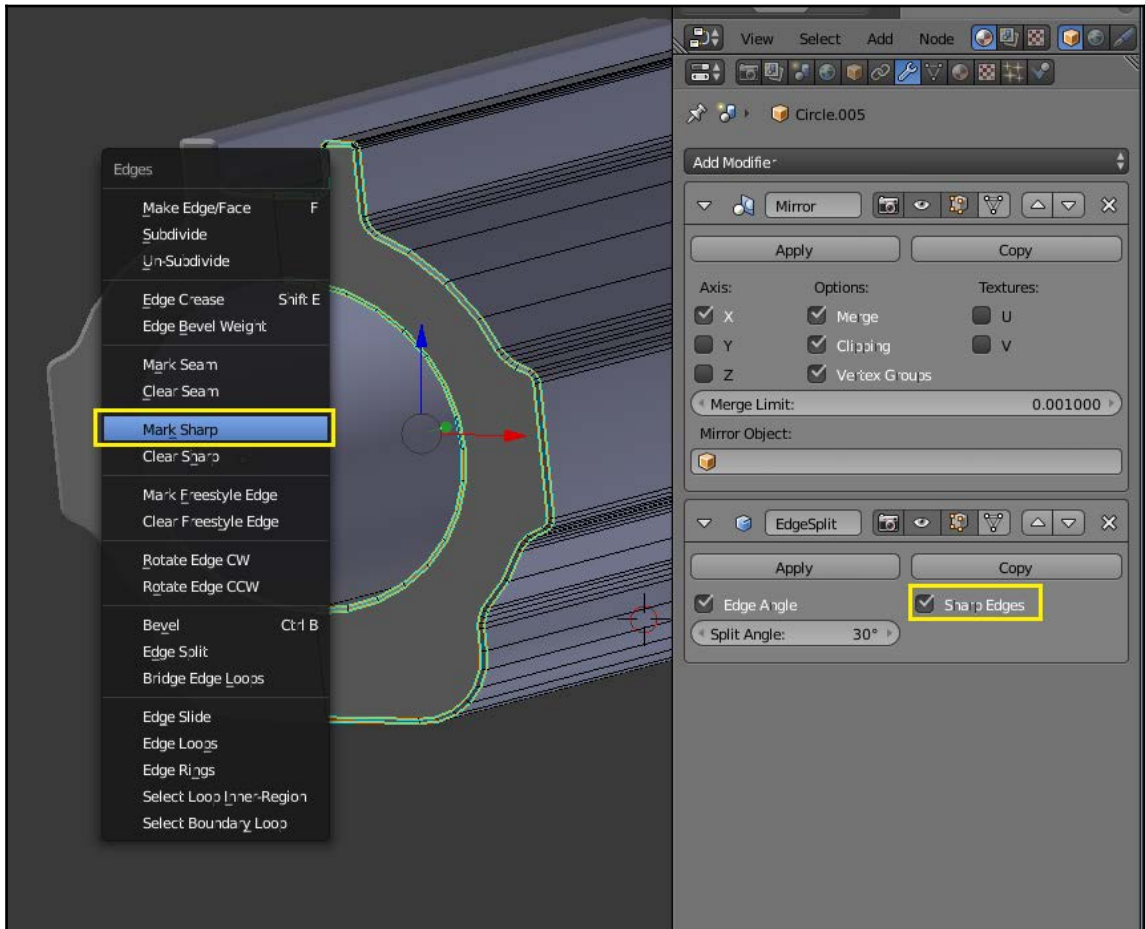 View Select Add Node
Circle.005
Add Modifier
Mirror
Apply Copy
Axis: Options: Textures:
X Merge U
Y Clipping V
Z Vertex Groups
Merge Limit: 0.001000
Mirror Object:
EdgeSplit
Apply Copy
Edge Angle Sharp Edges
Split Angle: 30°
Edges
Make Edge/Face F
Subdivide
Un-Subdivide
Edge Crease Shift E
Edge Bevel Weight
Mark Seam
Clear Seam
Mark Sharp
Clear Sharp
Mark Freestyle Edge
Clear Freestyle Edge
Rotate Edge CW
Rotate Edge CCW
Bevel Ctrl B
Edge Split
Bridge Edge Loops
Edge Slide
Edge Loops
Edge Rings
Select Loop Inner-Region
Select Boundary Loop